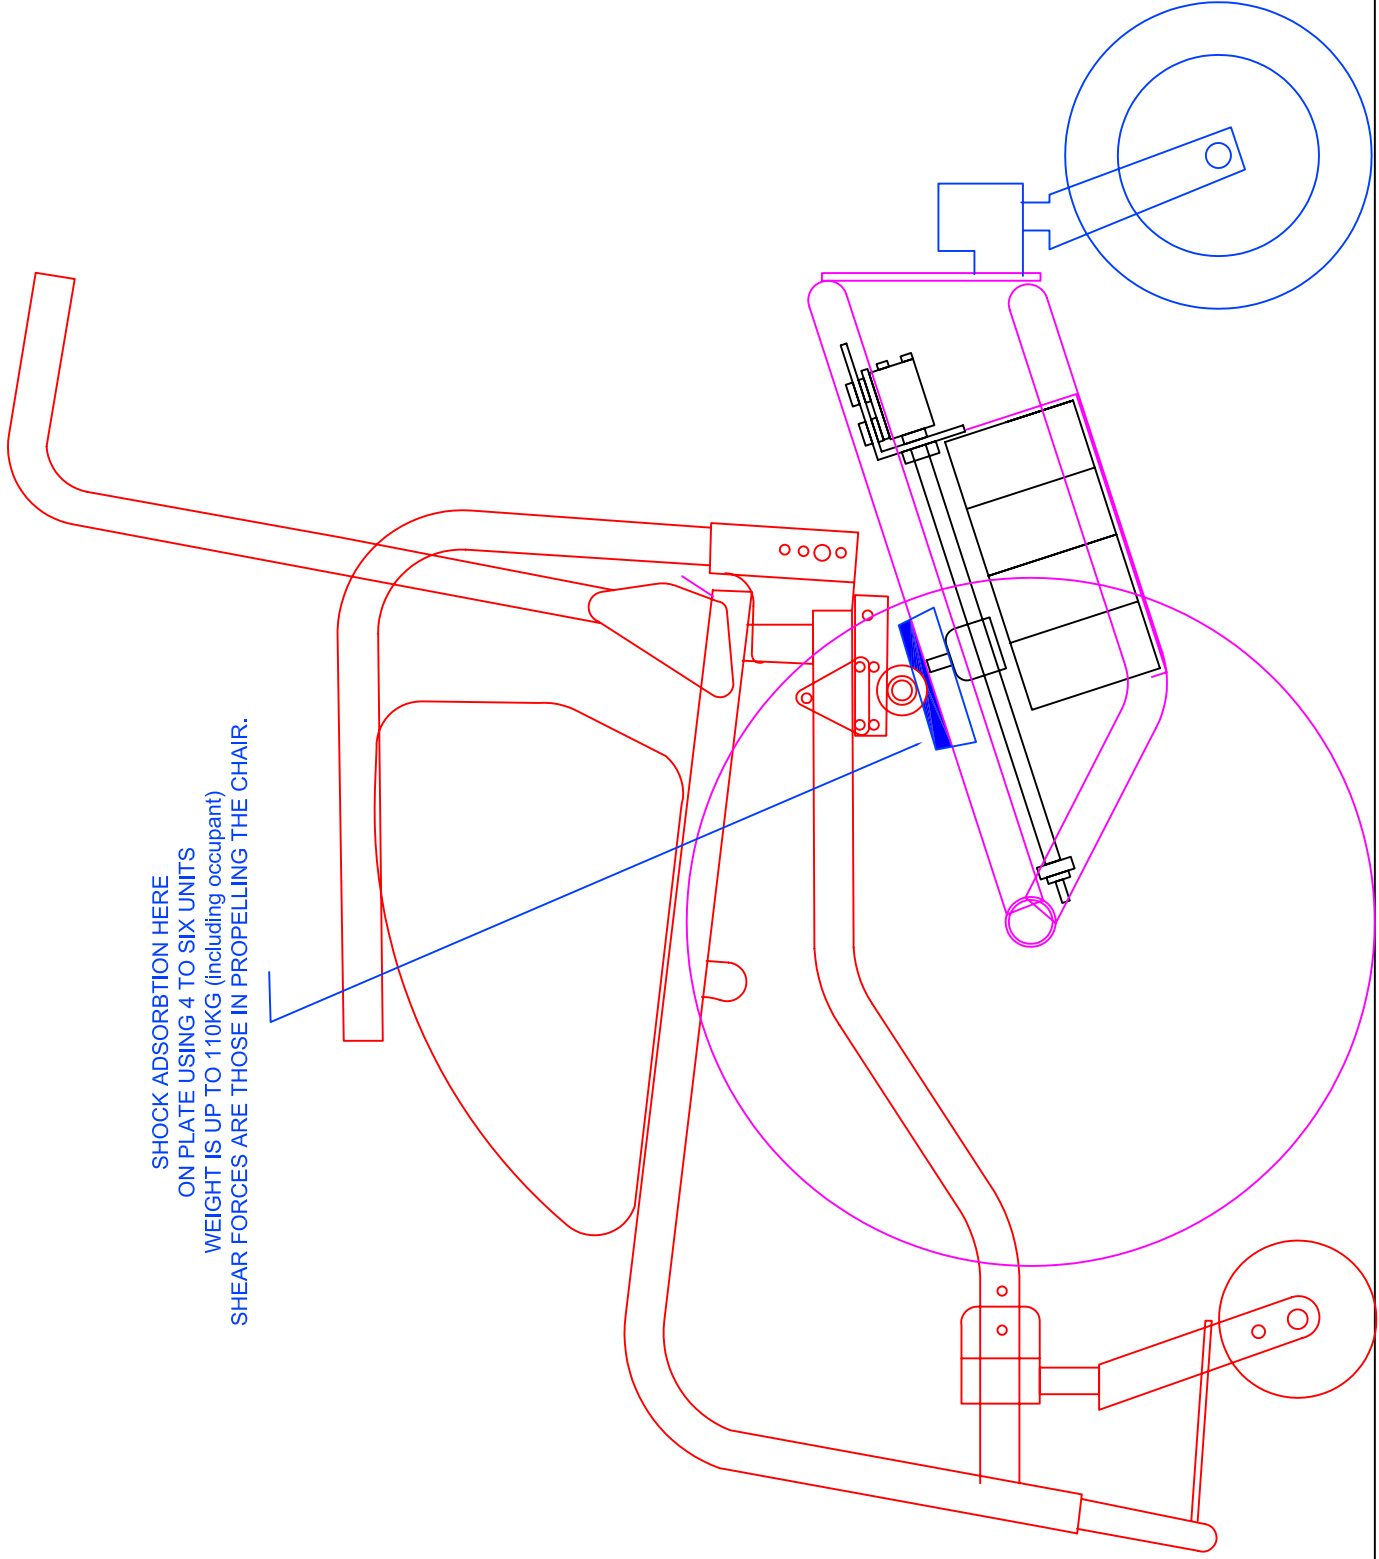 SHOCK ADSORBTION HERE
ON PLATE USING 4 TO SIX UNITS
WEIGHT IS UP TO 110KG (including occupant)
SHEAR FORCES ARE THOSE IN PROPELLING THE CHAIR.